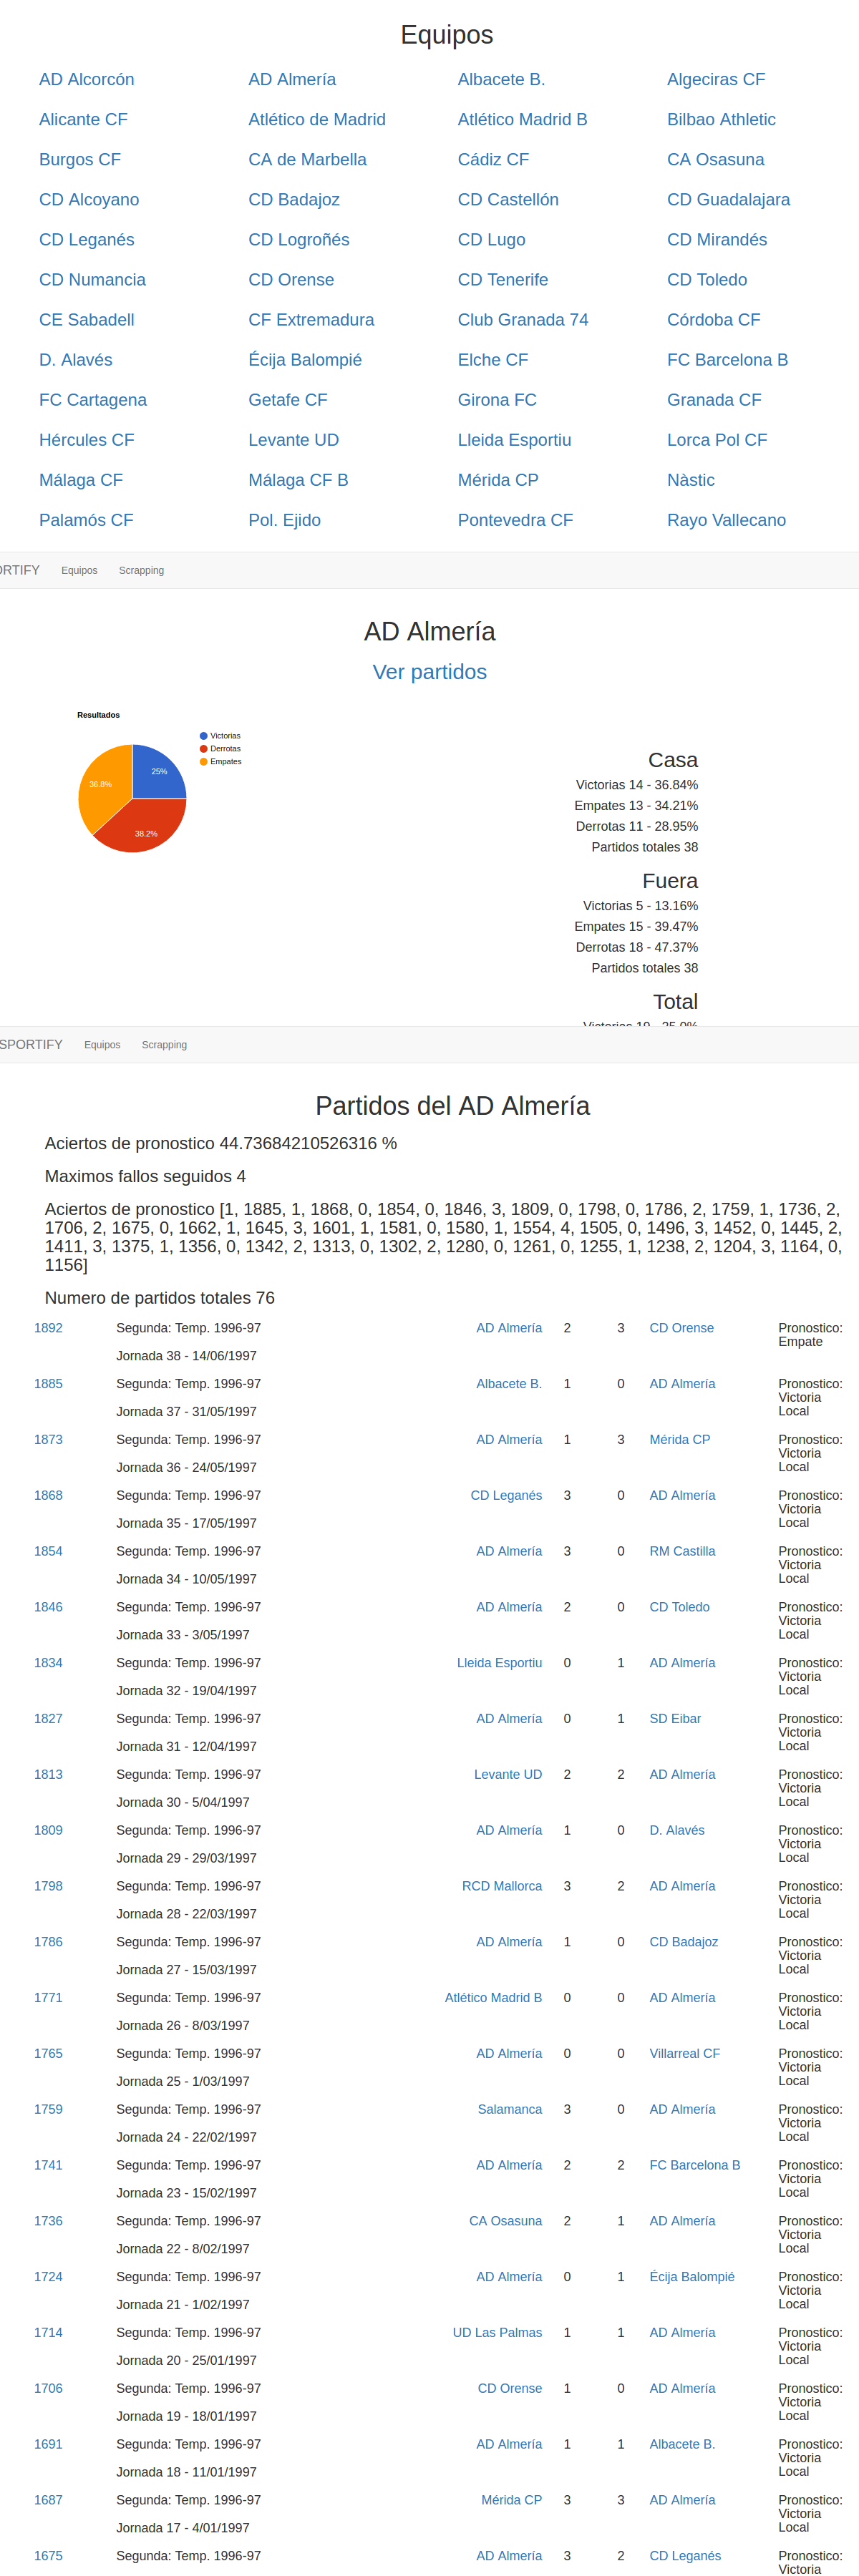 Equipos
AD Alcorcón AD Almería Albacete B. Algeciras CF
Alicante CF Atlético de Madrid Atlético Madrid B Bilbao Athletic
Burgos CF CA de Marbella Cádiz CF CA Osasuna
CD Alcoyano CD Badajoz CD Castellón CD Guadalajara
CD Leganés CD Logroñés CD Lugo CD Mirandés
CD Numancia CD Orense CD Tenerife CD Toledo
CE Sabadell CF Extremadura Club Granada 74 Córdoba CF
D. Alavés Écija Balompié Elche CF FC Barcelona B
FC Cartagena Getafe CF Girona FC Granada CF
Hércules CF Levante UD Lleida Esportiu Lorca Pol CF
Málaga CF Málaga CF B Mérida CP Nàstic
Palamós CF Pol. Ejido Pontevedra CF Rayo Vallecano
ORTIFY Equipos Scrapping
AD Almería
Ver partidos
Resultados
Victorias
Derrotas
Empates
25%
36.8%
38.2%
Casa
Victorias 14 - 36.84%
Empates 13 - 34.21%
Derrotas 11 - 28.95%
Partidos totales 38
Fuera
Victorias 5 - 13.16%
Empates 15 - 39.47%
Derrotas 18 - 47.37%
Partidos totales 38
Total
Victorias 19 - 25.0%
SPORTIFY Equipos Scrapping
Partidos del AD Almería
Aciertos de pronostico 44.73684210526316 %
Maximos fallos seguidos 4
Aciertos de pronostico [1, 1885, 1, 1868, 0, 1854, 0, 1846, 3, 1809, 0, 1798, 0, 1786, 2, 1759, 1, 1736, 2,
1706, 2, 1675, 0, 1662, 1, 1645, 3, 1601, 1, 1581, 0, 1580, 1, 1554, 4, 1505, 0, 1496, 3, 1452, 0, 1445, 2,
1411, 3, 1375, 1, 1356, 0, 1342, 2, 1313, 0, 1302, 2, 1280, 0, 1261, 0, 1255, 1, 1238, 2, 1204, 3, 1164, 0,
1156]
Numero de partidos totales 76
1892 Segunda: Temp. 1996-97 AD Almería 2 3 CD Orense Pronostico:
Empate
Jornada 38 - 14/06/1997
1885 Segunda: Temp. 1996-97 Albacete B. 1 0 AD Almería Pronostico:
Victoria
Jornada 37 - 31/05/1997 Local
1873 Segunda: Temp. 1996-97 AD Almería 1 3 Mérida CP Pronostico:
Victoria
Jornada 36 - 24/05/1997 Local
1868 Segunda: Temp. 1996-97 CD Leganés 3 0 AD Almería Pronostico:
Victoria
Jornada 35 - 17/05/1997 Local
1854 Segunda: Temp. 1996-97 AD Almería 3 0 RM Castilla Pronostico:
Victoria
Jornada 34 - 10/05/1997 Local
1846 Segunda: Temp. 1996-97 AD Almería 2 0 CD Toledo Pronostico:
Victoria
Jornada 33 - 3/05/1997 Local
1834 Segunda: Temp. 1996-97 Lleida Esportiu 0 1 AD Almería Pronostico:
Victoria
Jornada 32 - 19/04/1997 Local
1827 Segunda: Temp. 1996-97 AD Almería 0 1 SD Eibar Pronostico:
Victoria
Jornada 31 - 12/04/1997 Local
1813 Segunda: Temp. 1996-97 Levante UD 2 2 AD Almería Pronostico:
Victoria
Jornada 30 - 5/04/1997 Local
1809 Segunda: Temp. 1996-97 AD Almería 1 0 D. Alavés Pronostico:
Victoria
Jornada 29 - 29/03/1997 Local
1798 Segunda: Temp. 1996-97 RCD Mallorca 3 2 AD Almería Pronostico:
Victoria
Jornada 28 - 22/03/1997 Local
1786 Segunda: Temp. 1996-97 AD Almería 1 0 CD Badajoz Pronostico:
Victoria
Jornada 27 - 15/03/1997 Local
1771 Segunda: Temp. 1996-97 Atlético Madrid B 0 0 AD Almería Pronostico:
Victoria
Jornada 26 - 8/03/1997 Local
1765 Segunda: Temp. 1996-97 AD Almería 0 0 Villarreal CF Pronostico:
Victoria
Jornada 25 - 1/03/1997 Local
1759 Segunda: Temp. 1996-97 Salamanca 3 0 AD Almería Pronostico:
Victoria
Jornada 24 - 22/02/1997 Local
1741 Segunda: Temp. 1996-97 AD Almería 2 2 FC Barcelona B Pronostico:
Victoria
Jornada 23 - 15/02/1997 Local
1736 Segunda: Temp. 1996-97 CA Osasuna 2 1 AD Almería Pronostico:
Victoria
Jornada 22 - 8/02/1997 Local
1724 Segunda: Temp. 1996-97 AD Almería 0 1 Écija Balompié Pronostico:
Victoria
Jornada 21 - 1/02/1997 Local
1714 Segunda: Temp. 1996-97 UD Las Palmas 1 1 AD Almería Pronostico:
Victoria
Jornada 20 - 25/01/1997 Local
1706 Segunda: Temp. 1996-97 CD Orense 1 0 AD Almería Pronostico:
Victoria
Jornada 19 - 18/01/1997 Local
1691 Segunda: Temp. 1996-97 AD Almería 1 1 Albacete B. Pronostico:
Victoria
Jornada 18 - 11/01/1997 Local
1687 Segunda: Temp. 1996-97 Mérida CP 3 3 AD Almería Pronostico:
Victoria
Jornada 17 - 4/01/1997 Local
1675 Segunda: Temp. 1996-97 AD Almería 3 2 CD Leganés Pronostico:
Victoria